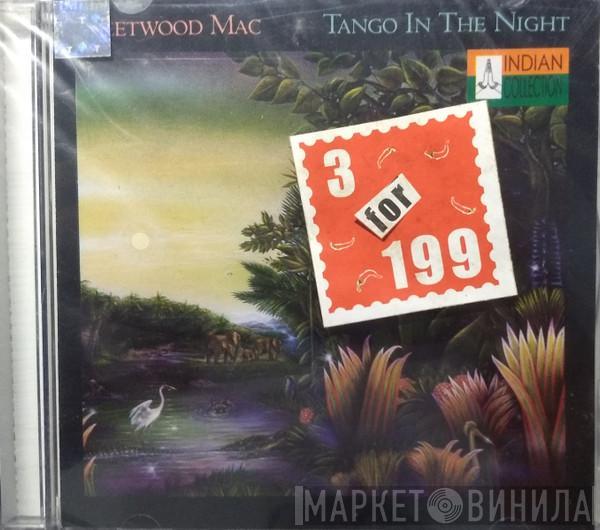 ETWOOD MAC
TANGO IN THE NIGHT
INDIAN
COLLECTION
3
for
199
МАРКЕТ ВИНИЛА